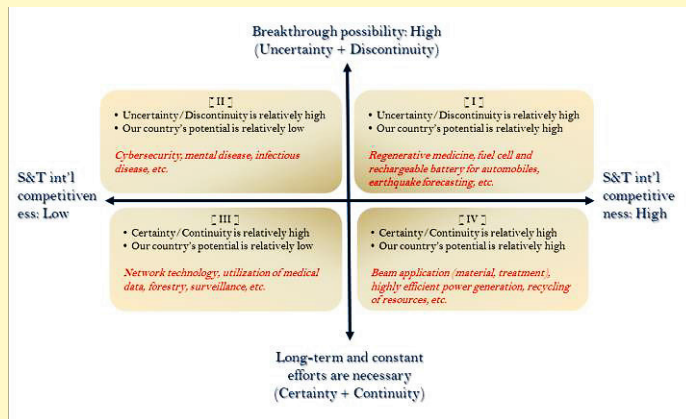 Breakthrough possibility: High
(Uncertainty + Discontinuity)
[ II ]
• Uncertainty/Discontinuity is relatively high
• Our country's potential is relatively low
Cybersecurity, mental disease, infectious
disease, etc.
[ I ]
• Uncertainty/Discontinuity is relatively high
• Our country's potential is relatively high
Regenerative medicine, fuel cell and
rechargeable battery for automobiles,
earthquake forecasting, etc.
S&T int'l
competitiven
ess: Low
S&T int'l
competitive
ness: High
[ III ]
• Certainty/Continuity is relatively high
• Our country's potential is relatively low
Network technology, utilization of medical
data, forestry, surveillance, etc.
[ IV ]
• Certainty/Continuity is relatively high
• Our country's potential is relatively high
Beam application (material, treatment),
highly efficient power generation, recycling
of resources, etc.
Long-term and constant
efforts are necessary
(Certainty + Continuity)